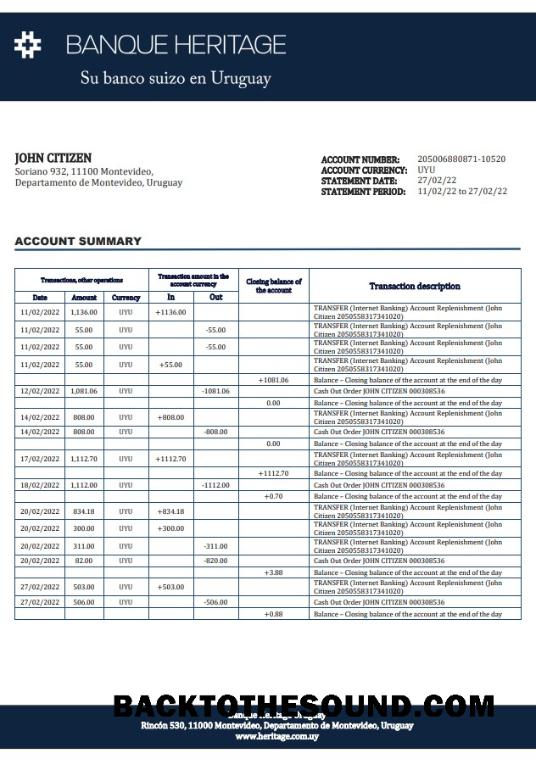 BANQUE HERITAGE
Su banco suizo en Uruguay
JOHN CITIZEN
Soriano 932, 11100 Montevideo,
Departamento de Montevideo, Uruguay
ACCOUNT NUMBER: 205006880871-10520
ACCOUNT CURRENCY: UYU
STATEMENT DATE: 27/02/22
STATEMENT PERIOD: 11/02/22 to 27/02/22
ACCOUNT SUMMARY
Transactions, other operations
Transaction amount in the
account currency
Closing balance of
the account
Transaction description
Date Amount Currency In Out
11/02/2022 1,136.00 UYU +1136.00 TRANSFER (Internet Banking) Account Replenishment (John
Citizen 2050558317341020)
11/02/2022 55.00 UYU -55.00 TRANSFER (Internet Banking) Account Replenishment (John
Citizen 2050558317341020)
11/02/2022 55.00 UYU -55.00 TRANSFER (Internet Banking) Account Replenishment (John
Citizen 2050558317341020)
11/02/2022 55.00 UYU +55.00 TRANSFER (Internet Banking) Account Replenishment (John
Citizen 2050558317341020)
+1081.06 Balance – Closing balance of the account at the end of the day
12/02/2022 1,081.06 UYU -1081.06 Cash Out Order JOHN CITIZEN 000308536
0.00 Balance – Closing balance of the account at the end of the day
14/02/2022 808.00 UYU +808.00 TRANSFER (Internet Banking) Account Replenishment (John
Citizen 2050558317341020)
14/02/2022 808.00 UYU -808.00 Cash Out Order JOHN CITIZEN 000308536
0.00 Balance – Closing balance of the account at the end of the day
17/02/2022 1,112.70 UYU +1112.70 TRANSFER (Internet Banking) Account Replenishment (John
Citizen 2050558317341020)
+1112.70 Balance – Closing balance of the account at the end of the day
18/02/2022 1,112.00 UYU -1112.00 Cash Out Order JOHN CITIZEN 000308536
+0.70 Balance – Closing balance of the account at the end of the day
20/02/2022 834.18 UYU +834.18 TRANSFER (Internet Banking) Account Replenishment (John
Citizen 2050558317341020)
20/02/2022 300.00 UYU +300.00 TRANSFER (Internet Banking) Account Replenishment (John
Citizen 2050558317341020)
20/02/2022 311.00 UYU -311.00 TRANSFER (Internet Banking) Account Replenishment (John
Citizen 2050558317341020)
20/02/2022 82.00 UYU -820.00 Cash Out Order JOHN CITIZEN 000308536
+3.88 Balance – Closing balance of the account at the end of the day
27/02/2022 503.00 UYU +503.00 TRANSFER (Internet Banking) Account Replenishment (John
Citizen 2050558317341020)
27/02/2022 506.00 UYU -506.00 Cash Out Order JOHN CITIZEN 000308536
+0.88 Balance – Closing balance of the account at the end of the day
BACKTOTHESOUND.COM
Banque Heritage Uruguay
Rincón 530, 11000 Montevideo, Departamento de Montevideo, Uruguay
www.heritage.com.uy